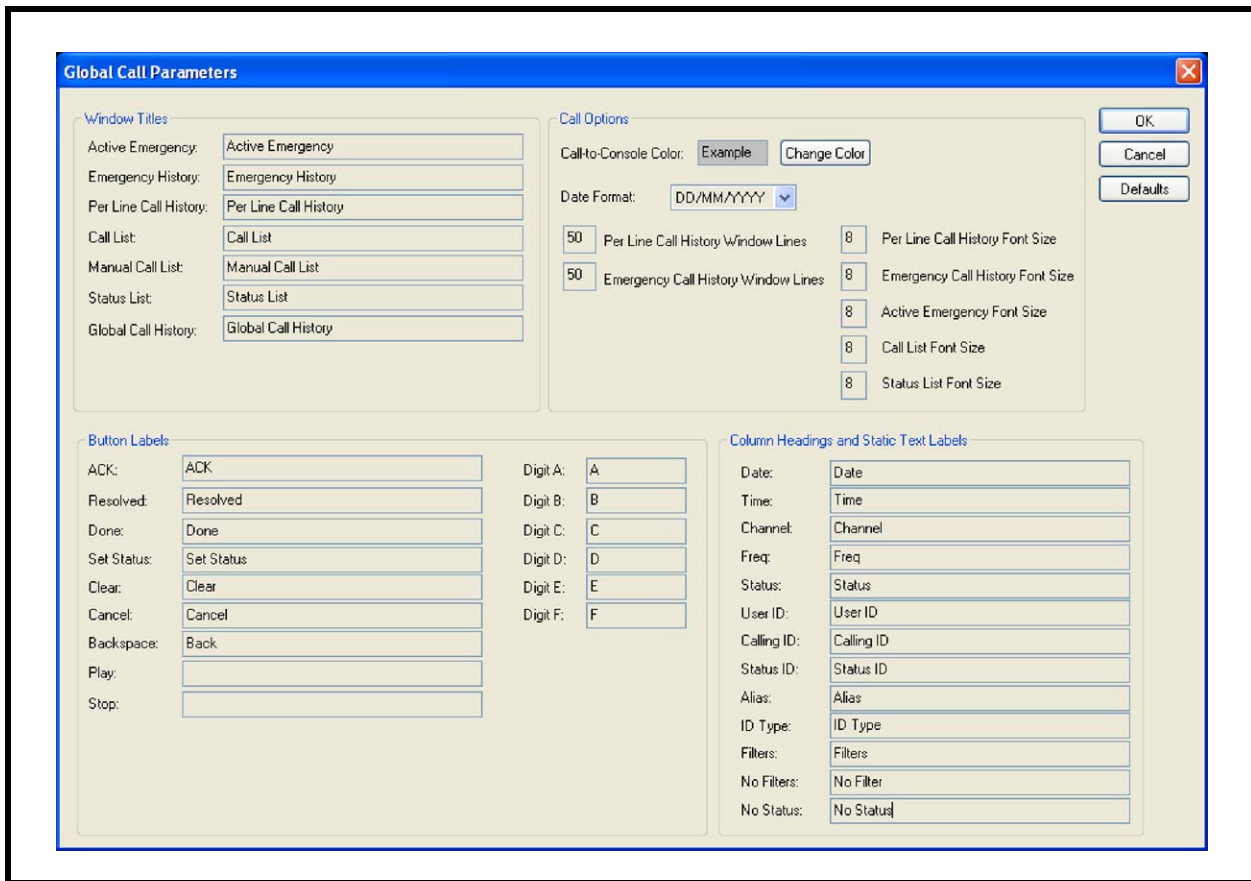 Global Call Parameters
Window Titles
Active Emergency: Active Emergency
Emergency History: Emergency History
Per Line Call History: Per Line Call History
Call List: Call List
Manual Call List: Manual Call List
Status List: Status List
Global Call History: Global Call History
Call Options
Call-to-Console Color: Example Change Color
Date Format: DD/MM/YYYY
50 Per Line Call History Window Lines
50 Emergency Call History Window Lines
8 Per Line Call History Font Size
8 Emergency Call History Font Size
8 Active Emergency Font Size
8 Call List Font Size
8 Status List Font Size
OK
Cancel
Defaults
Button Labels
ACK: ACK
Resolved: Resolved
Done: Done
Set Status: Set Status
Clear: Clear
Cancel: Cancel
Backspace: Back
Play:
Stop:
Digit A: A
Digit B: B
Digit C: C
Digit D: D
Digit E: E
Digit F: F
Column Headings and Static Text Labels
Date: Date
Time: Time
Channel: Channel
Freq: Freq
Status: Status
User ID: User ID
Calling ID: Calling ID
Status ID: Status ID
Alias: Alias
ID Type: ID Type
Filters: Filters
No Filters: No Filter
No Status: No Status